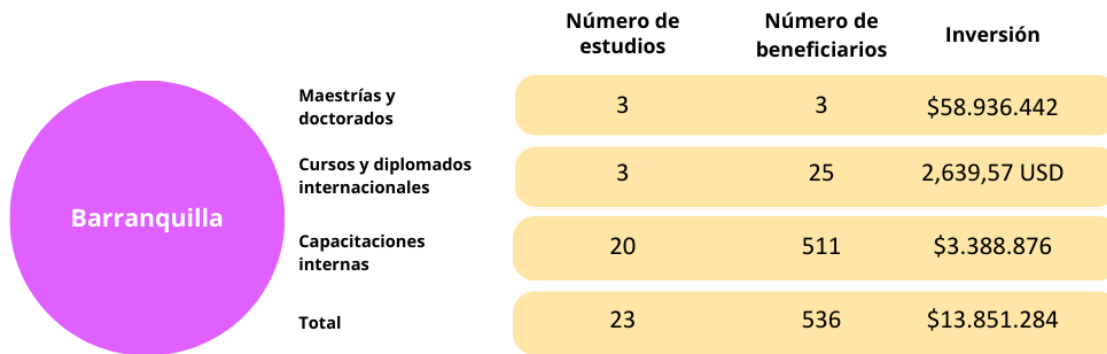 Número de
estudios
Número de
beneficiarios
Inversión
Barranquilla
Maestrías y
doctorados
3
3
$58.936.442
Cursos y diplomados
internacionales
3
25
2,639,57 USD
Capacitaciones
internas
20
511
$3.388.876
Total
23
536
$13.851.284